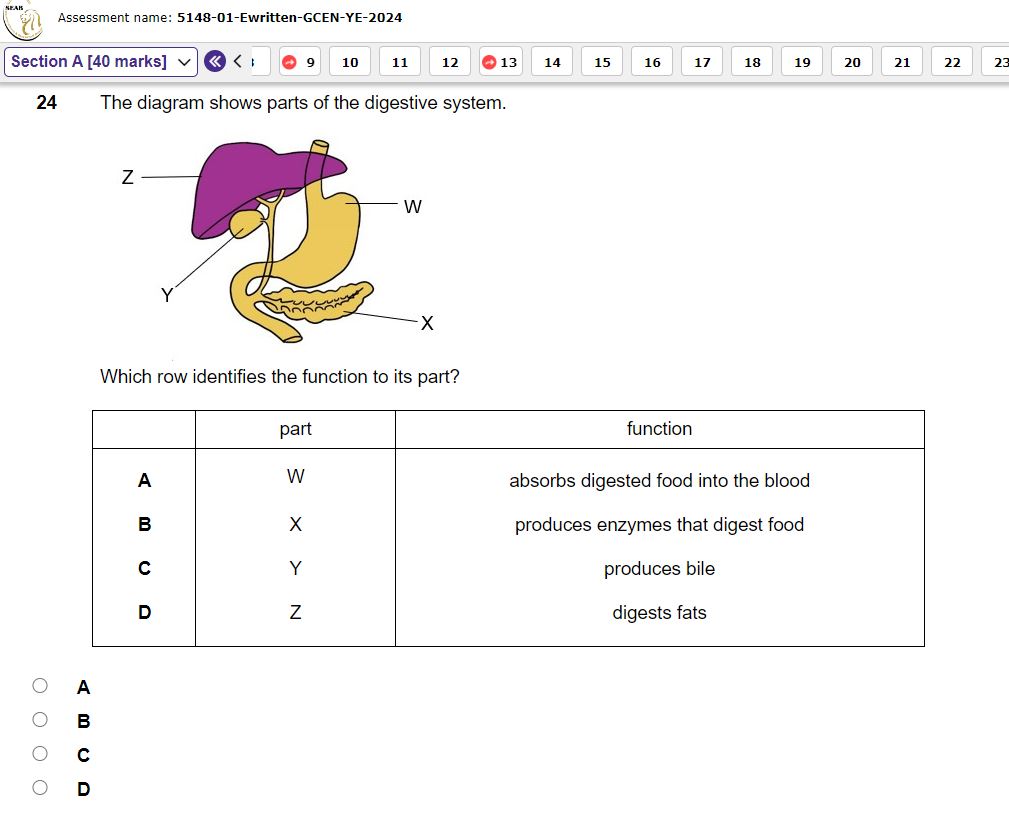 NEAB
Assessment name: 5148-01-Ewritten-GCEN-YE-2024
Section A [40 marks] 9 10 11 12 13 14 15 16 17 18 19 20 21 22 23
24 The diagram shows parts of the digestive system.
Z
W
Y
X
Which row identifies the function to its part?
part function
A W absorbs digested food into the blood
B X produces enzymes that digest food
C Y produces bile
D Z digests fats
A
B
C
D